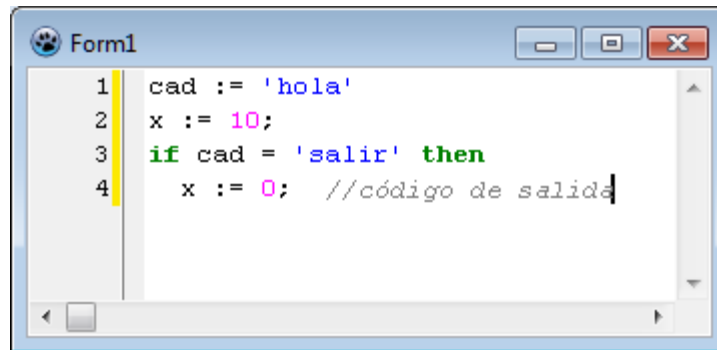 Form1
1 cad := 'hola'
2 x := 10;
3 if cad = 'salir' then
4   x := 0;  //código de salida